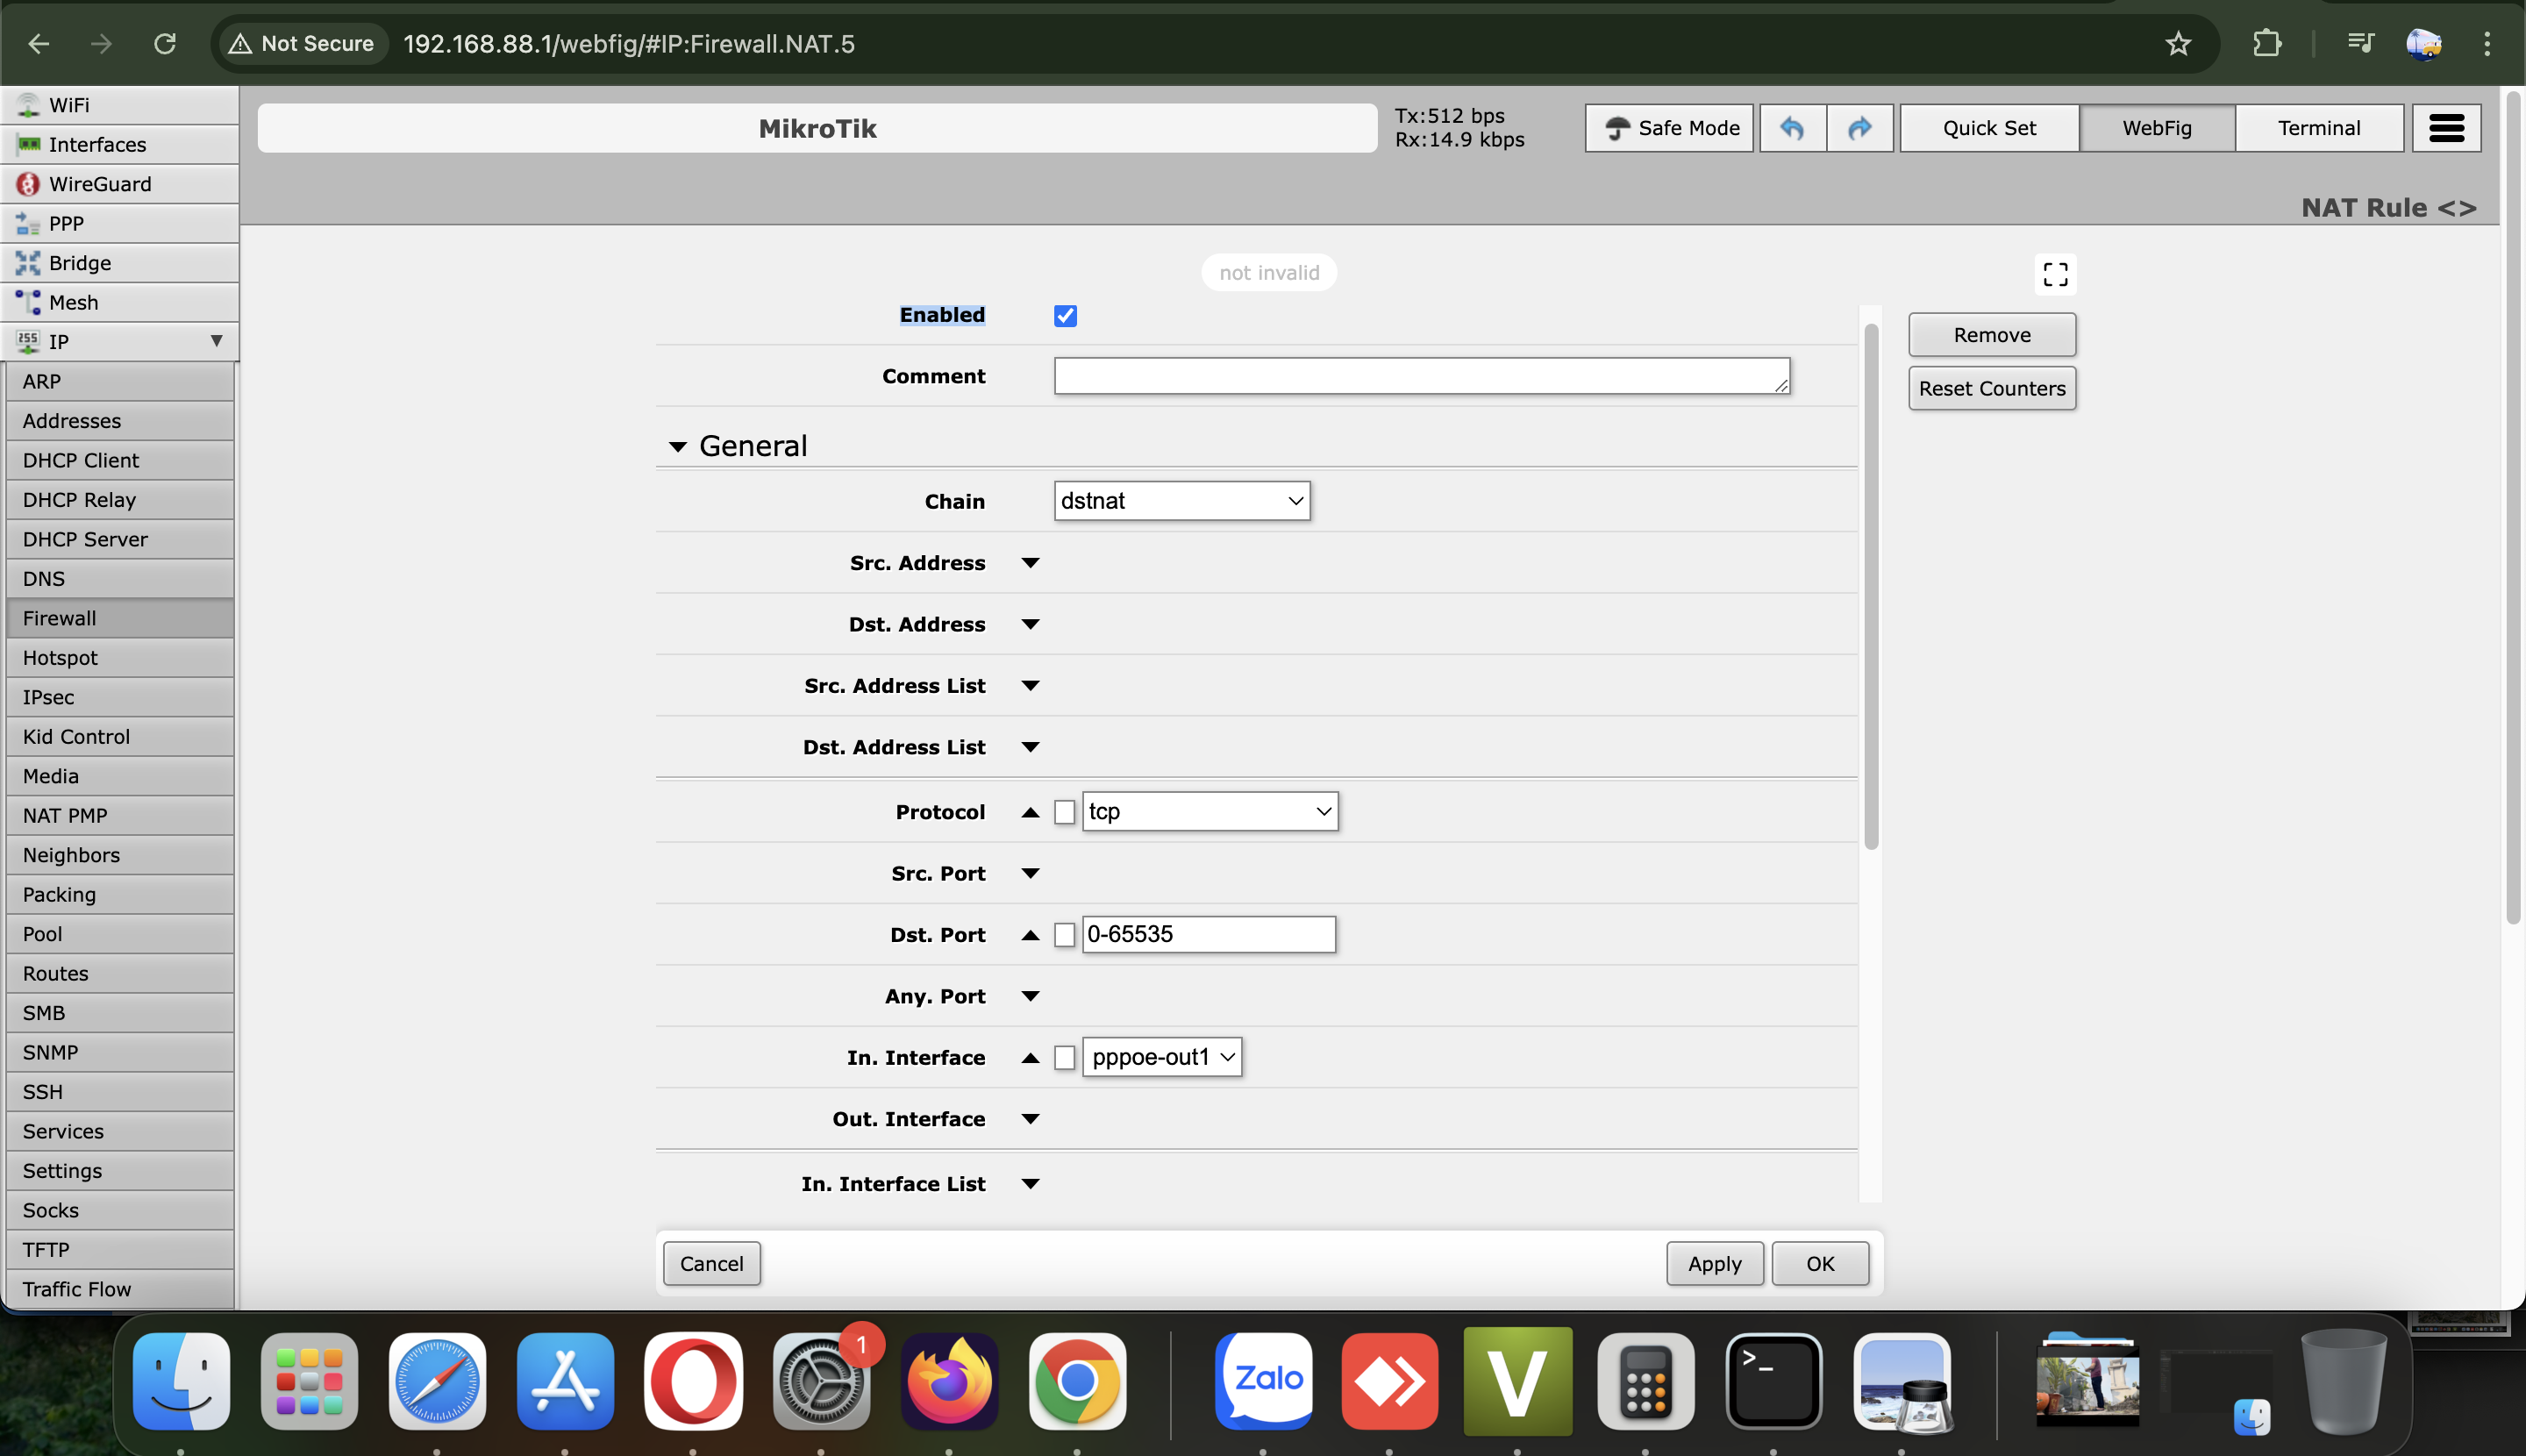 Not Secure
192.168.88.1/webfig/#IP:Firewall.NAT.5
WiFi
Interfaces
WireGuard
PPP
Bridge
Mesh
IP
ARP
Addresses
DHCP Client
DHCP Relay
DHCP Server
DNS
Firewall
Hotspot
IPsec
Kid Control
Media
NAT PMP
Neighbors
Packing
Pool
Routes
SMB
SNMP
SSH
Services
Settings
Socks
TFTP
Traffic Flow
MikroTik
Tx:512 bps
Rx:14.9 kbps
Safe Mode
Quick Set
WebFig
Terminal
NAT Rule <>
not invalid
Enabled
Comment
General
Chain dstnat
Src. Address
Dst. Address
Src. Address List
Dst. Address List
Protocol tcp
Src. Port
Dst. Port 0-65535
Any. Port
In. Interface pppoe-out1
Out. Interface
In. Interface List
Remove
Reset Counters
Cancel
Apply
OK
1
Zalo
V
>_